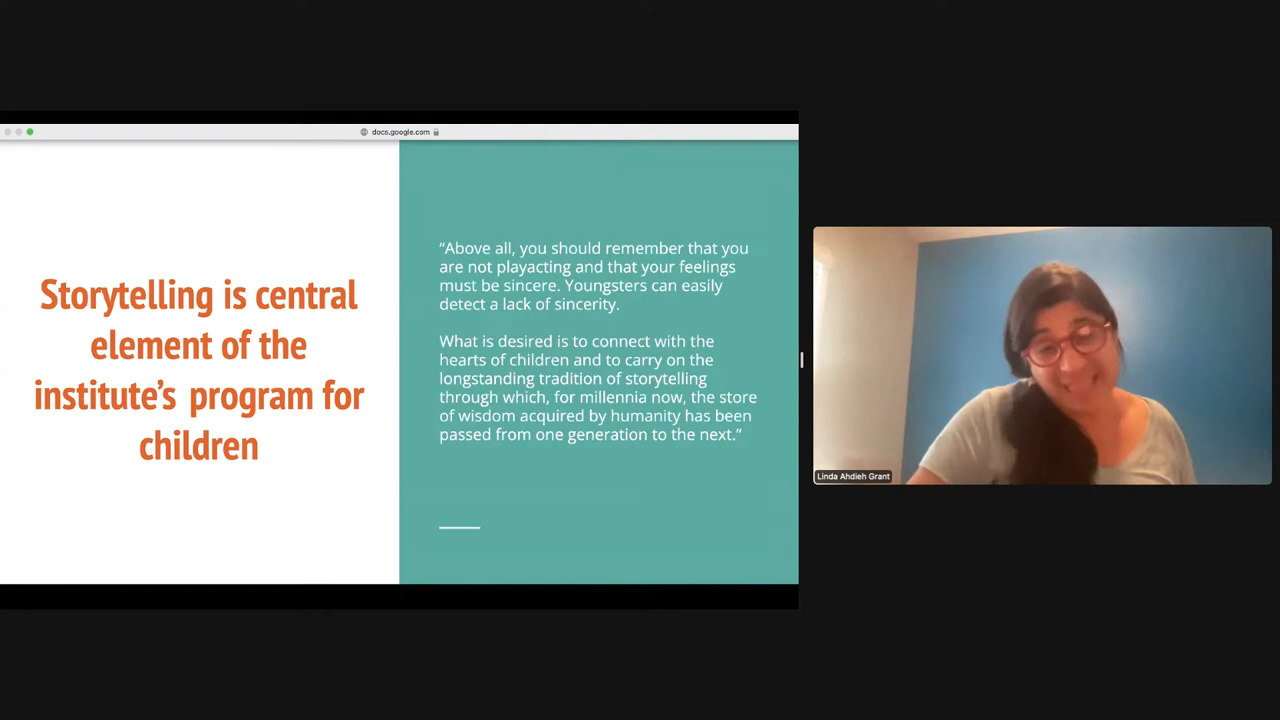 docs.google.com
Storytelling is central
element of the
institute’s program for
children
“Above all, you should remember that you
are not playacting and that your feelings
must be sincere. Youngsters can easily
detect a lack of sincerity.
What is desired is to connect with the
hearts of children and to carry on the
longstanding tradition of storytelling
through which, for millennia now, the store
of wisdom acquired by humanity has been
passed from one generation to the next.”
Linda Ahdieh Grant